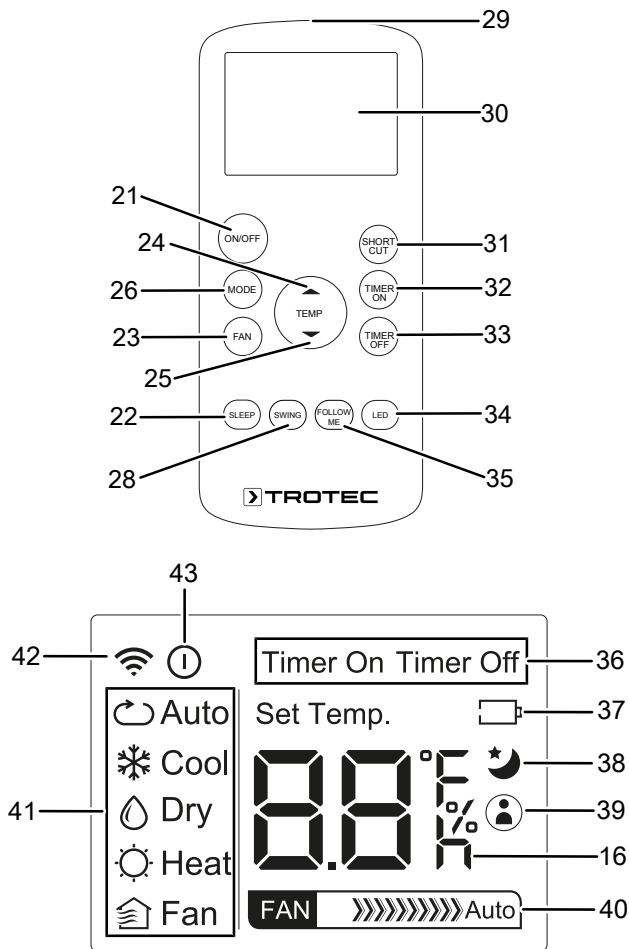 29
30
21
ON/OFF
24
SHORT CUT
31
26
MODE
TEMP
TIMER ON
32
23
FAN
TIMER OFF
33
25
22
SLEEP
SWING
FOLLOW ME
LED
34
28
35
TROTEC
43
42
Timer On Timer Off
36
Auto
Set Temp.
37
Cool
88
°F
38
41
Dry
%
39
Heat
h
16
Fan
FAN
Auto
40